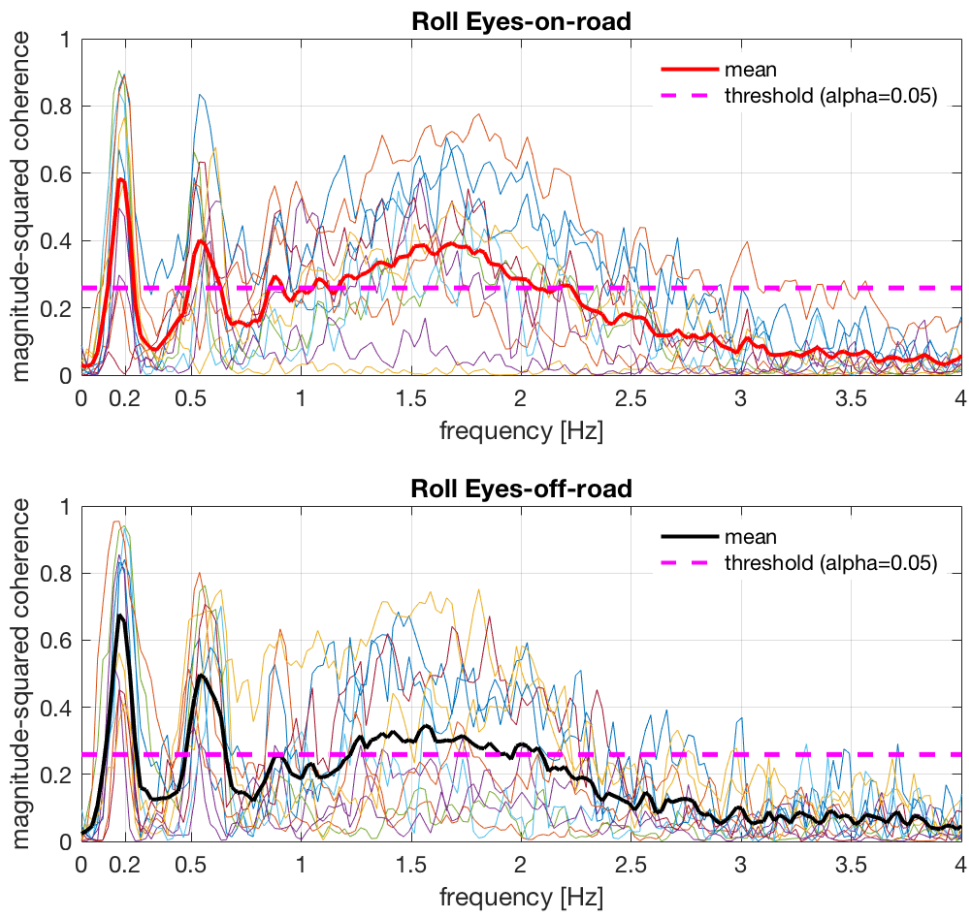 Roll Eyes-on-road
magnitude-squared coherence
1
0.8
0.6
0.4
0.2
0
mean
threshold (alpha=0.05)
0 0.2 0.5 1 1.5 2 2.5 3 3.5 4
frequency [Hz]
Roll Eyes-off-road
magnitude-squared coherence
1
0.8
0.6
0.4
0.2
0
mean
threshold (alpha=0.05)
0 0.2 0.5 1 1.5 2 2.5 3 3.5 4
frequency [Hz]